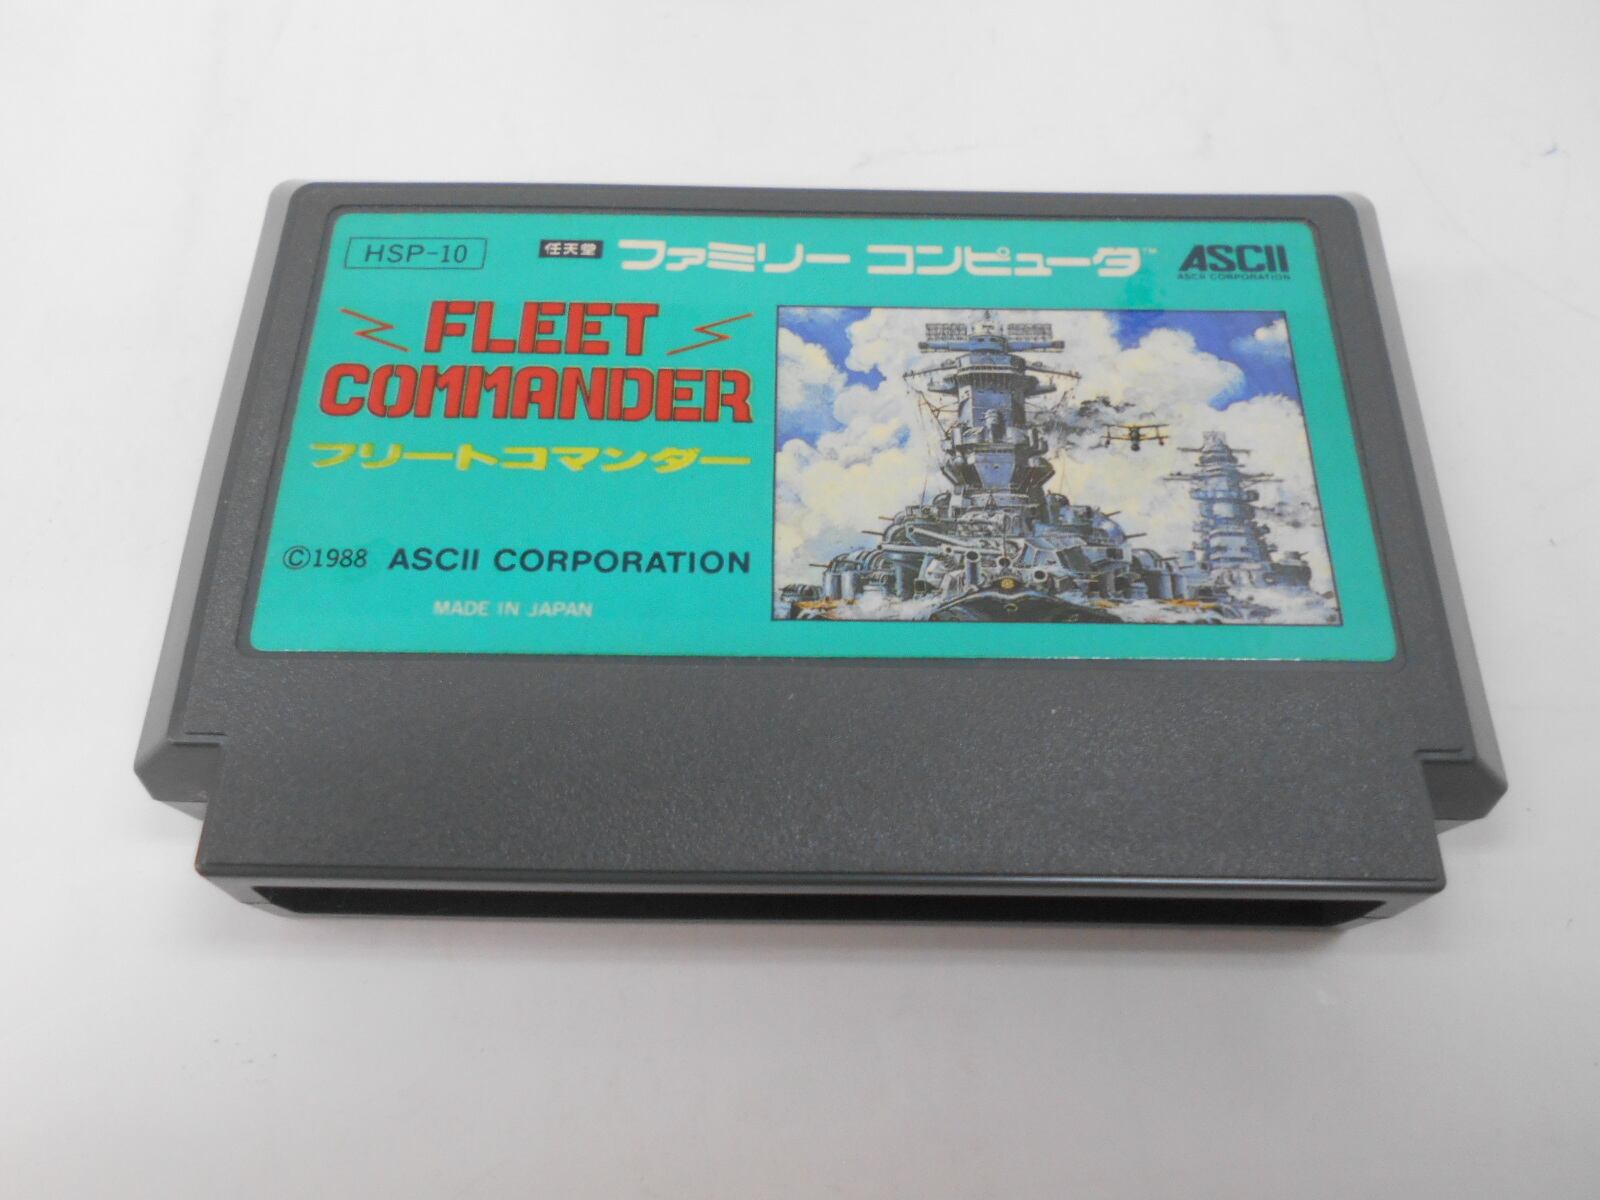 HSP-10
任天堂 ファミリー コンピュータ™
ASCII
ASCII CORPORATION
FLEET
COMMANDER
フリートコマンダー
©1988 ASCII CORPORATION
MADE IN JAPAN